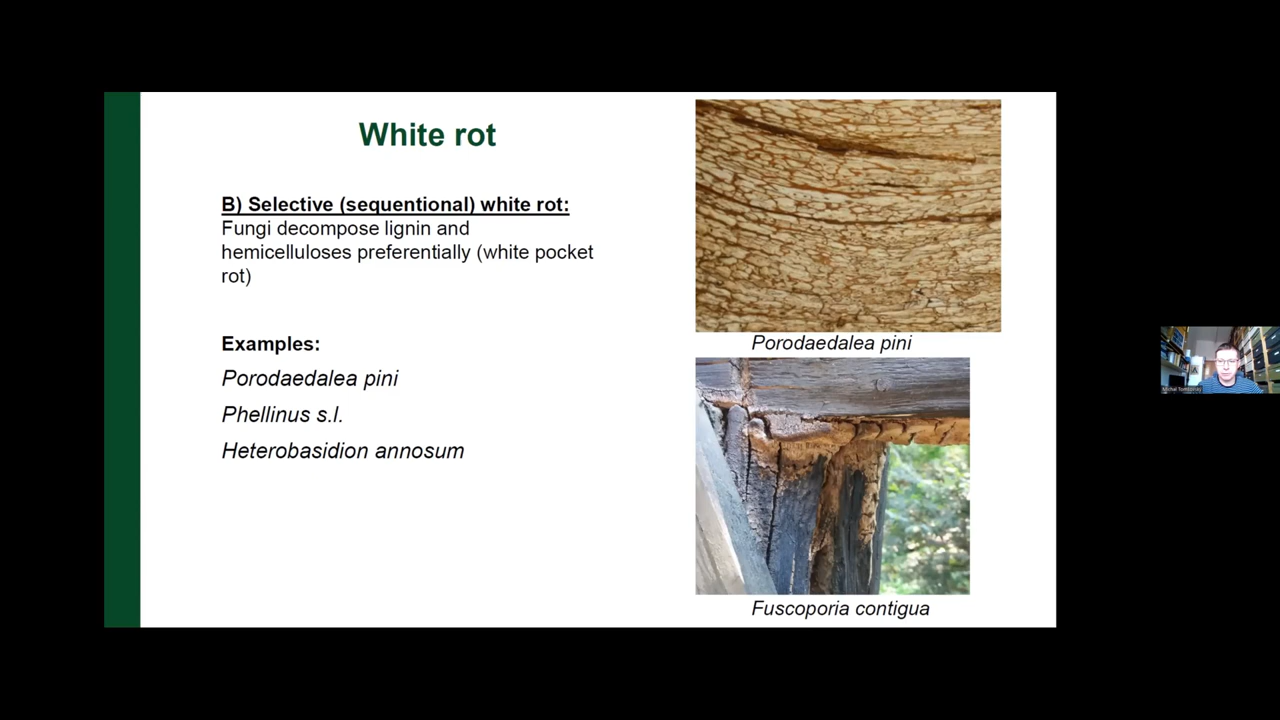 White rot
B) Selective (sequentional) white rot:
Fungi decompose lignin and
hemicelluloses preferentially (white pocket
rot)
Examples:
Porodaedalea pini
Phellinus s.l.
Heterobasidion annosum
Porodaedalea pini
Fuscoporia contigua